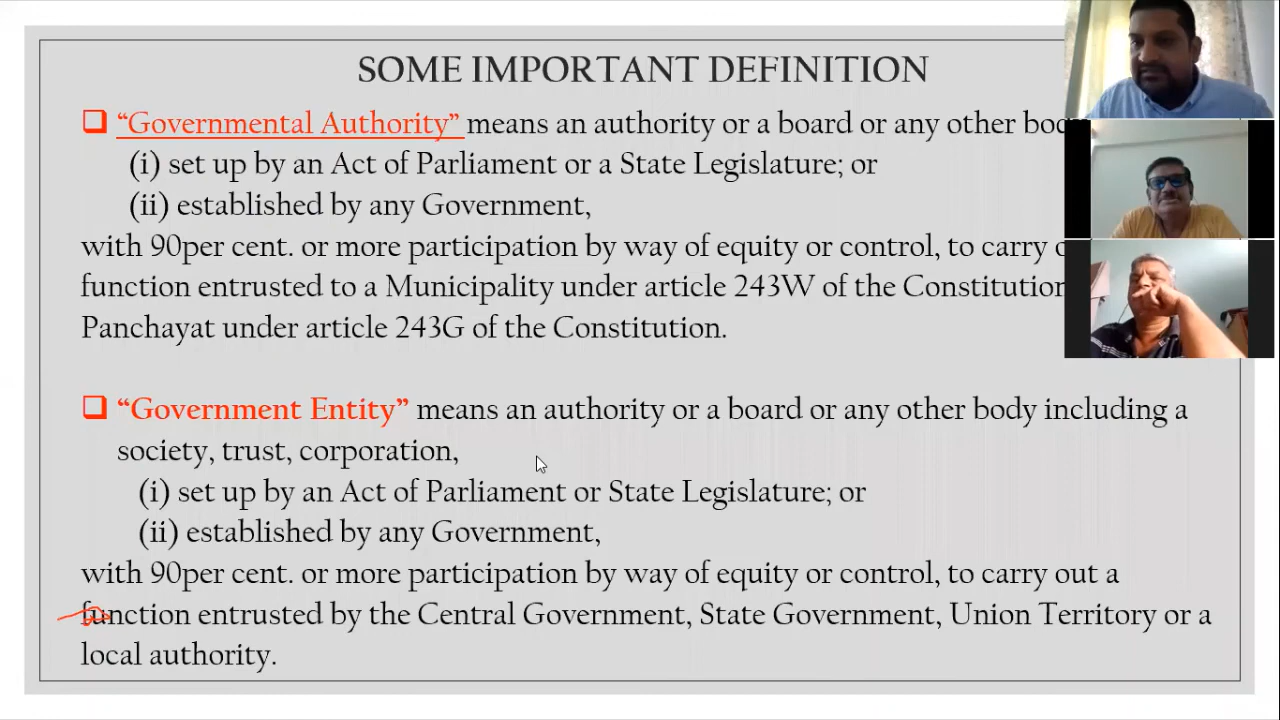 SOME IMPORTANT DEFINITION
“Governmental Authority” means an authority or a board or any other
(i) set up by an Act of Parliament or a State Legislature; or
(ii) established by any Government,
with 90per cent. or more participation by way of equity or control, to carry
function entrusted to a Municipality under article 243W of the Constitution
Panchayat under article 243G of the Constitution.
“Government Entity” means an authority or a board or any other body including a
society, trust, corporation,
(i) set up by an Act of Parliament or State Legislature; or
(ii) established by any Government,
with 90per cent. or more participation by way of equity or control, to carry out a
function entrusted by the Central Government, State Government, Union Territory or a
local authority.